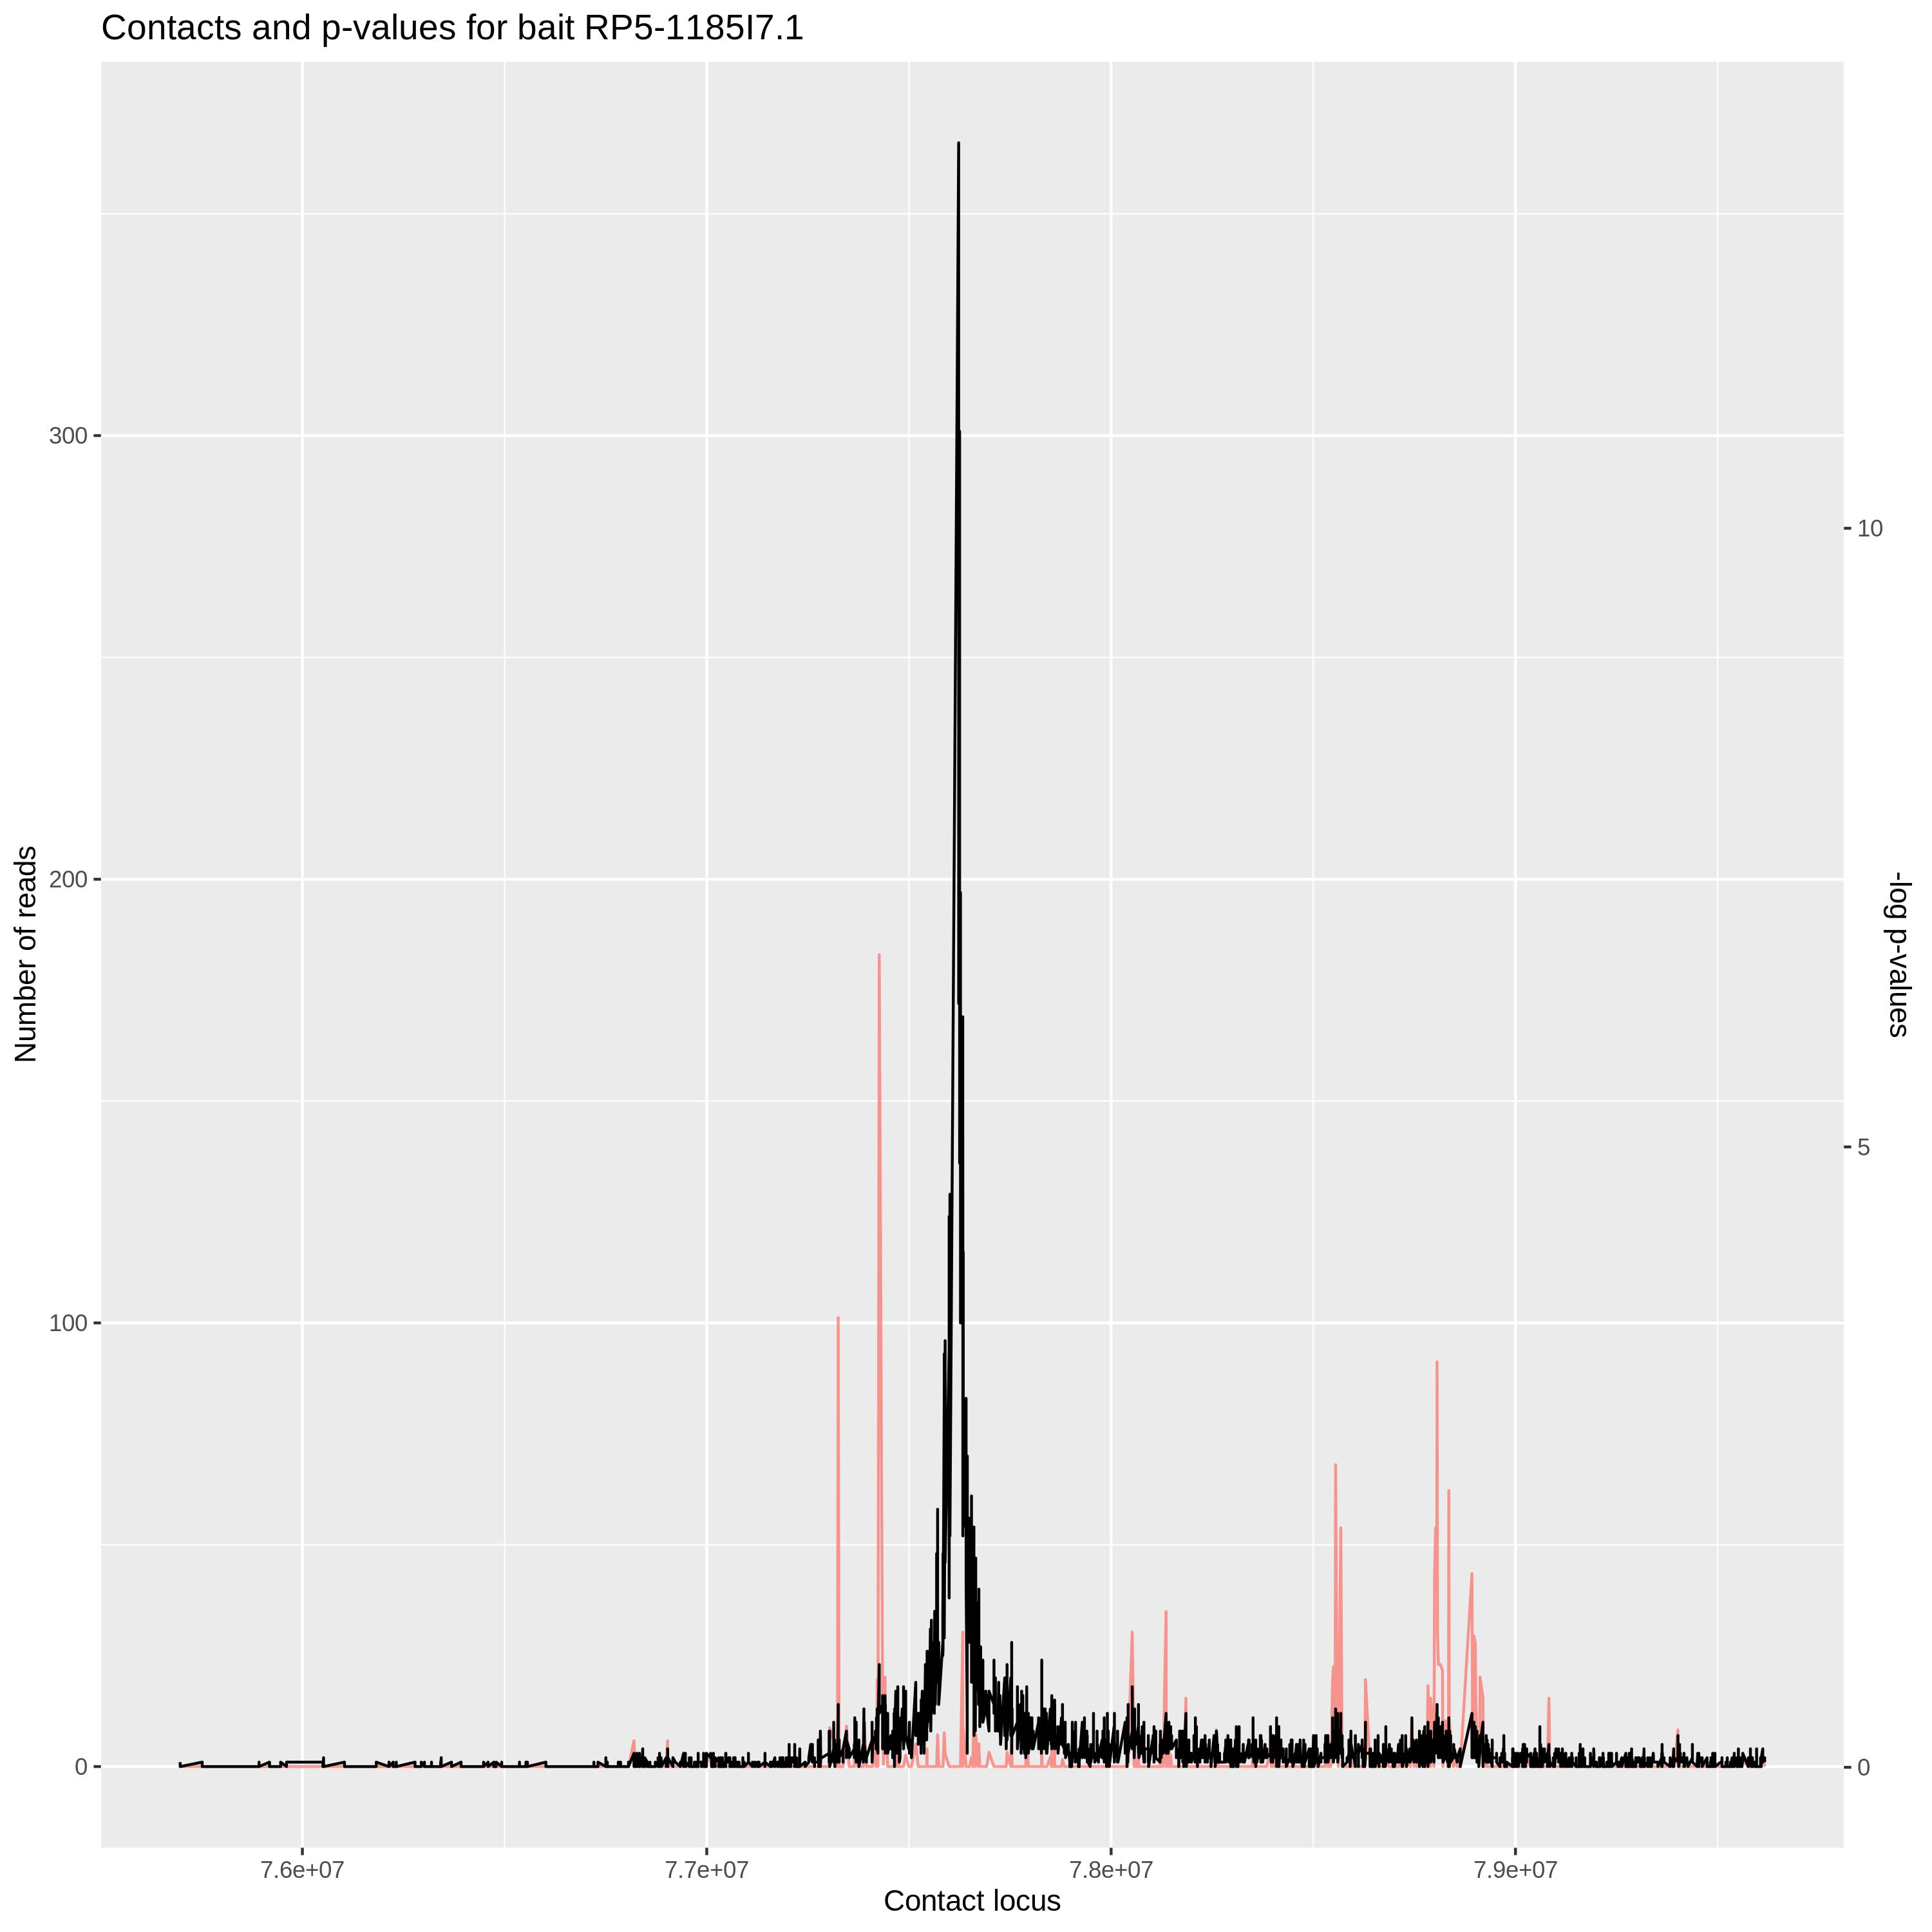 Contacts and p-values for bait RP5-1185I7.1
300
200
100
0
Number of reads
10
5
0
-log p-values
7.6e+07
7.7e+07
7.8e+07
7.9e+07
Contact locus